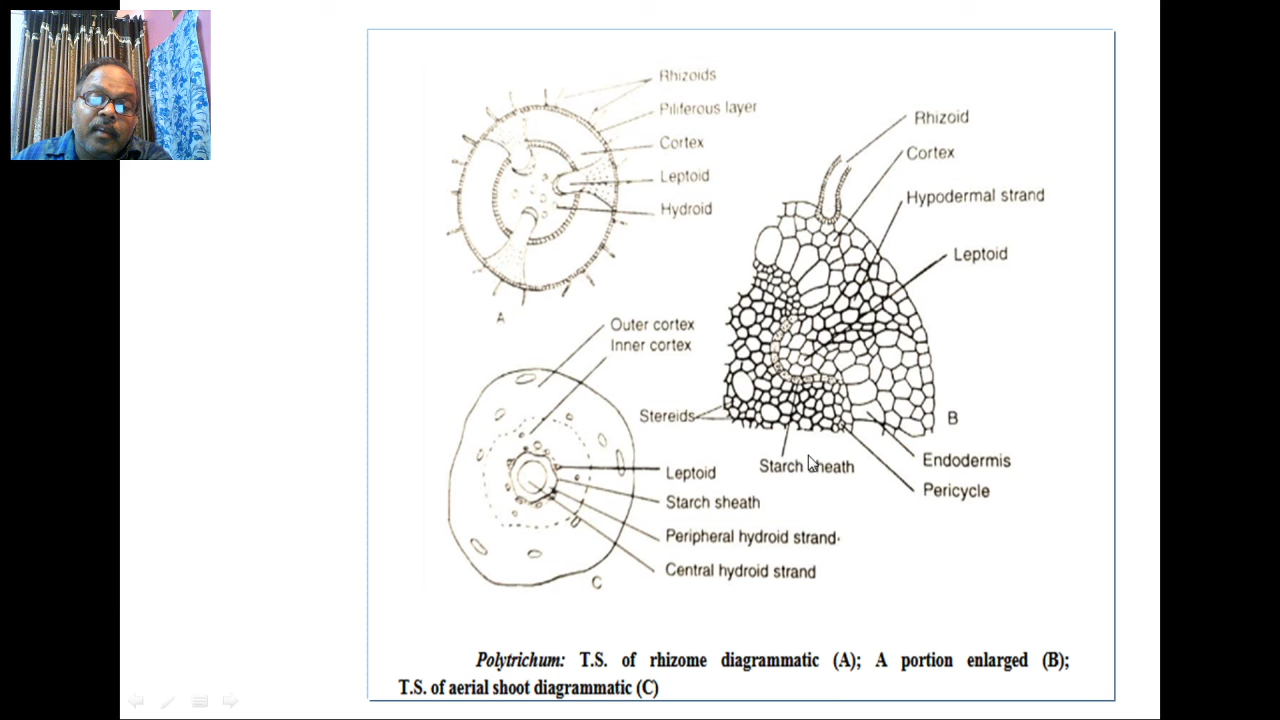 Rhizoids
Piliferous layer
Cortex
Leptoid
Hydroid
A
Rhizoid
Cortex
Hypodermal strand
Leptoid
B
Stereids
Starch sheath
Endodermis
Pericycle
Outer cortex
Inner cortex
Leptoid
Starch sheath
Peripheral hydroid strand
Central hydroid strand
C
Polytrichum: T.S. of rhizome diagrammatic (A); A portion enlarged (B);
T.S. of aerial shoot diagrammatic (C)